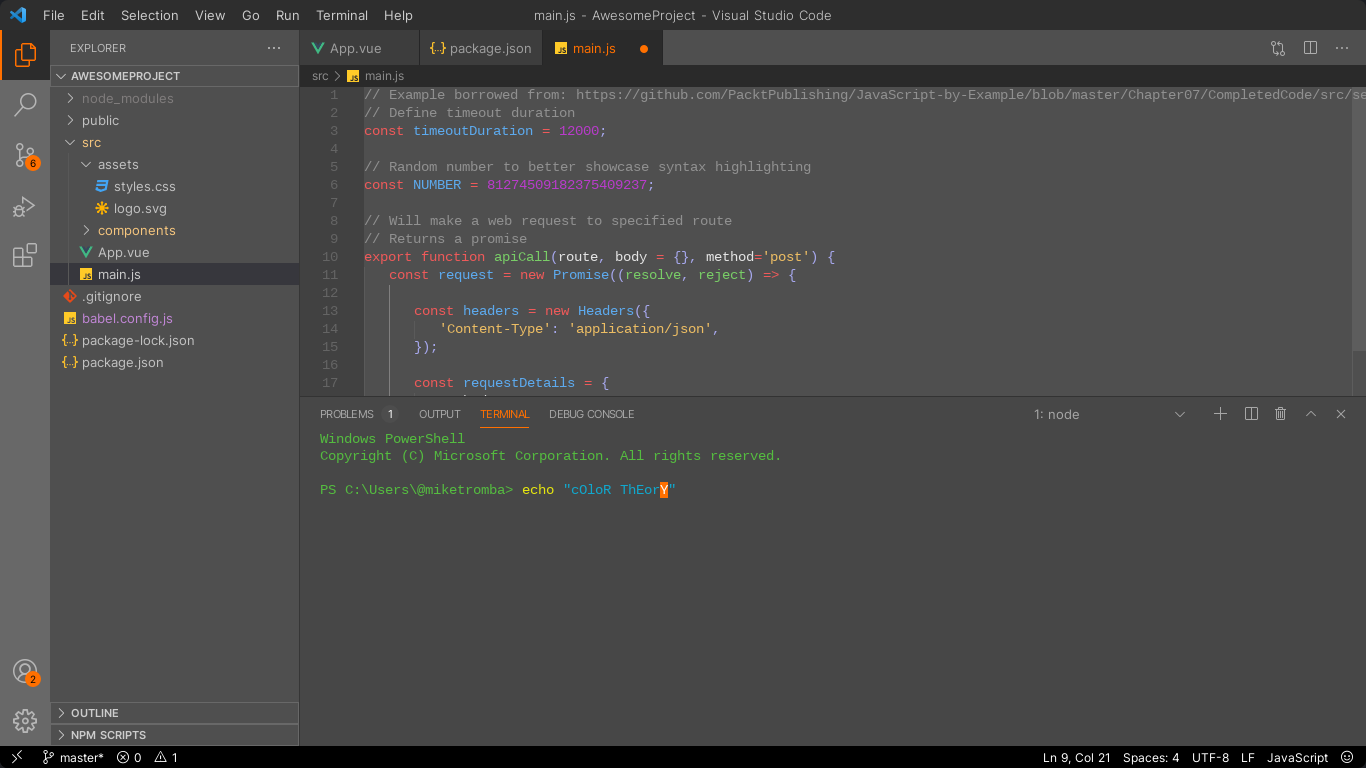 File Edit Selection View Go Run Terminal Help
main.js - AwesomeProject - Visual Studio Code
EXPLORER
AWESOMEPROJECT
node_modules
public
src
assets
styles.css
logo.svg
components
App.vue
main.js
.gitignore
babel.config.js
package-lock.json
package.json
OUTLINE
NPM SCRIPTS
6
2
App.vue
{..} package.json
JS main.js
src > JS main.js
1 // Example borrowed from: https://github.com/PacktPublishing/JavaScript-by-Example/blob/master/Chapter07/CompletedCode/src/se
2 // Define timeout duration
3 const timeoutDuration = 12000;
4
5 // Random number to better showcase syntax highlighting
6 const NUMBER = 81274509182375409237;
7
8 // Will make a web request to specified route
9 // Returns a promise
10 export function apiCall(route, body = {}, method='post') {
11 const request = new Promise((resolve, reject) => {
12
13 const headers = new Headers({
14 'Content-Type': 'application/json',
15 });
16
17 const requestDetails = {
PROBLEMS 1 OUTPUT TERMINAL DEBUG CONSOLE 1: node
Windows PowerShell
Copyright (C) Microsoft Corporation. All rights reserved.
PS C:\Users\@miketromba> echo "cOloR ThEorY"
master* 0 1 Ln 9, Col 21 Spaces: 4 UTF-8 LF JavaScript